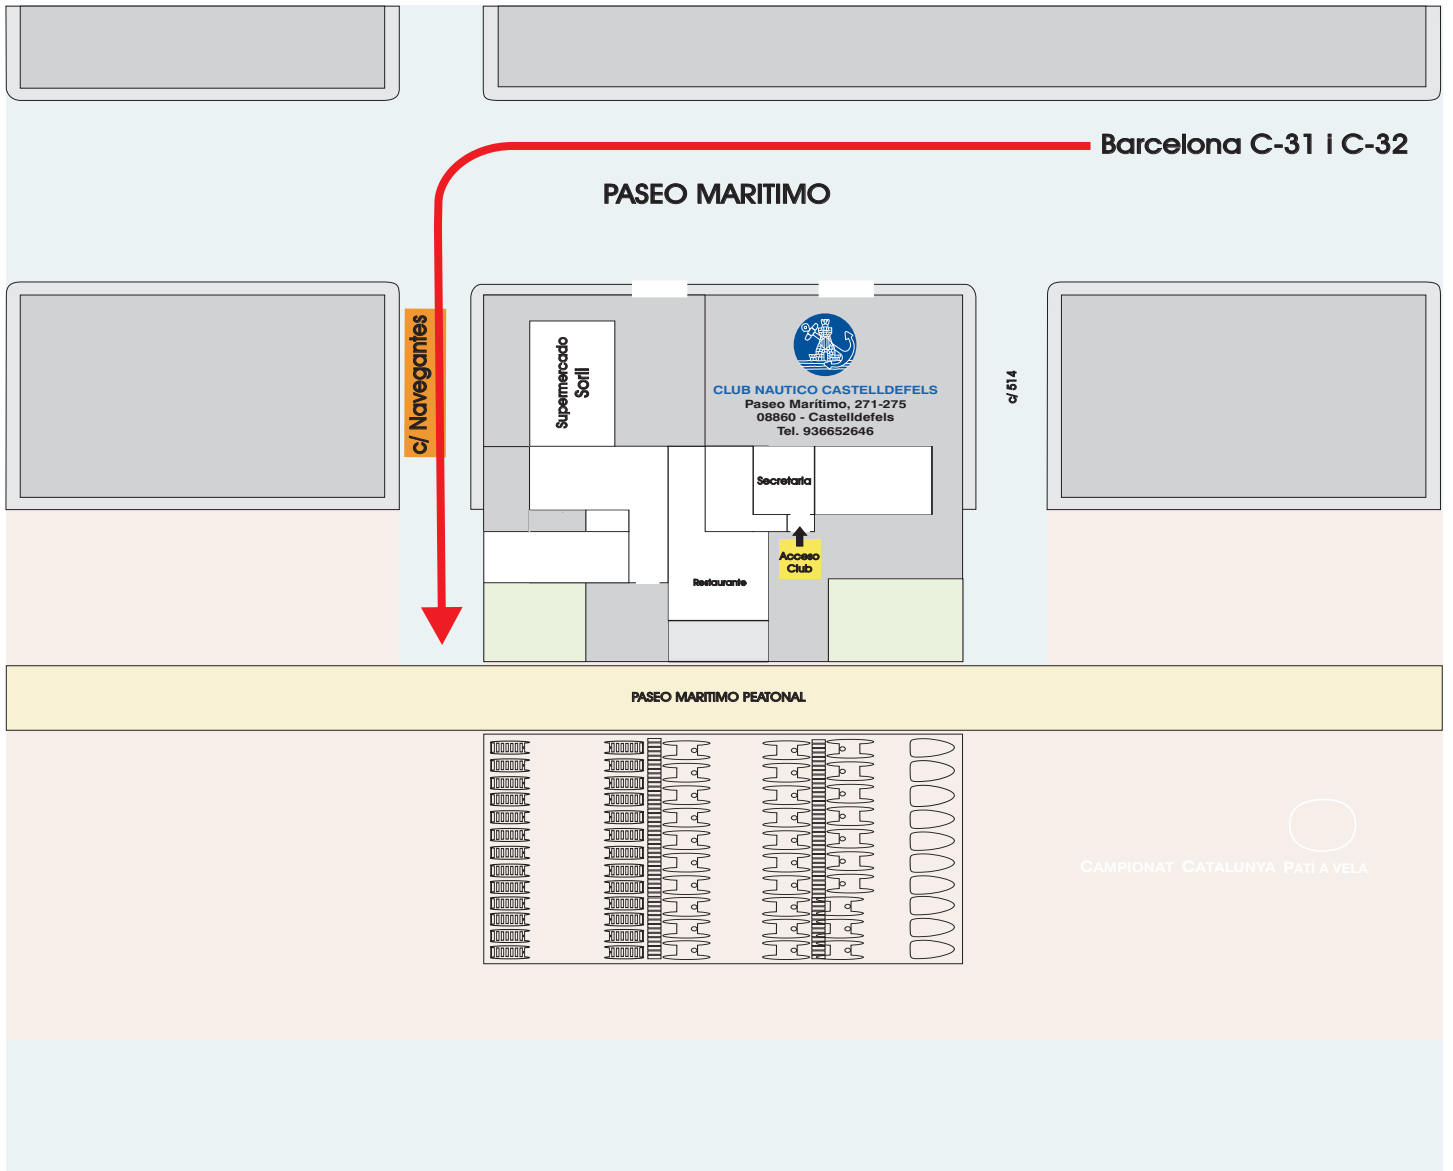 Barcelona C-31 i C-32
PASEO MARITIMO
c/ Navegantes
Supermercado
Soril
CLUB NAUTICO CASTELLDEFELS
Paseo Marítimo, 271-275
08860 - Castelldefels
Tel. 936652646
c/ 514
Secretaria
Acceso
Club
Restaurante
PASEO MARITIMO PEATONAL
CAMPIONAT CATALUNYA PATÍ A VELA